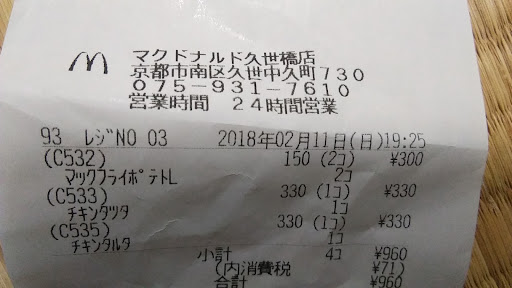 マクドナルド久世橋店
京都市南区久世中久町730
075-931-7610
営業時間 24時間営業
93 ﾚｼﾞNO 03 2018年02月11日(日)19:25
(C532) 150 (2ｺ) ¥300
ﾏｯｸﾌﾗｲﾎﾟﾃﾄL 2ｺ
(C533) 330 (1ｺ) ¥330
ﾁｷﾝﾀﾂﾀ 1ｺ
(C535) 330 (1ｺ) ¥330
ﾁｷﾝﾀﾙﾀ 1ｺ
小計 4ｺ ¥960
(内消費税 ¥71)
合計 ¥960